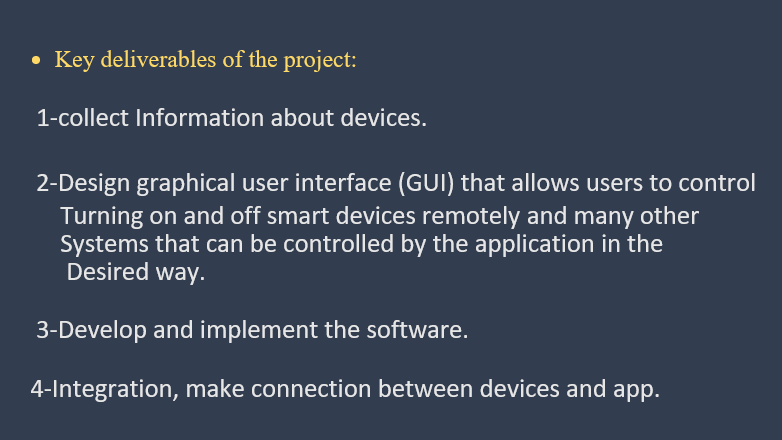 • Key deliverables of the project:
1-collect Information about devices.
2-Design graphical user interface (GUI) that allows users to control
Turning on and off smart devices remotely and many other
Systems that can be controlled by the application in the
Desired way.
3-Develop and implement the software.
4-Integration, make connection between devices and app.